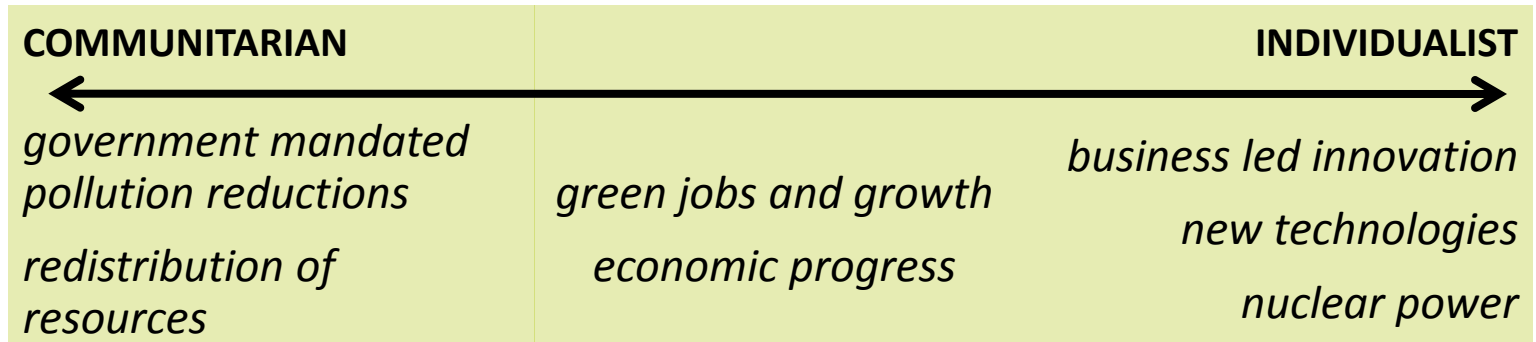 COMMUNITARIAN
INDIVIDUALIST
government mandated
pollution reductions
redistribution of
resources
green jobs and growth
economic progress
business led innovation
new technologies
nuclear power